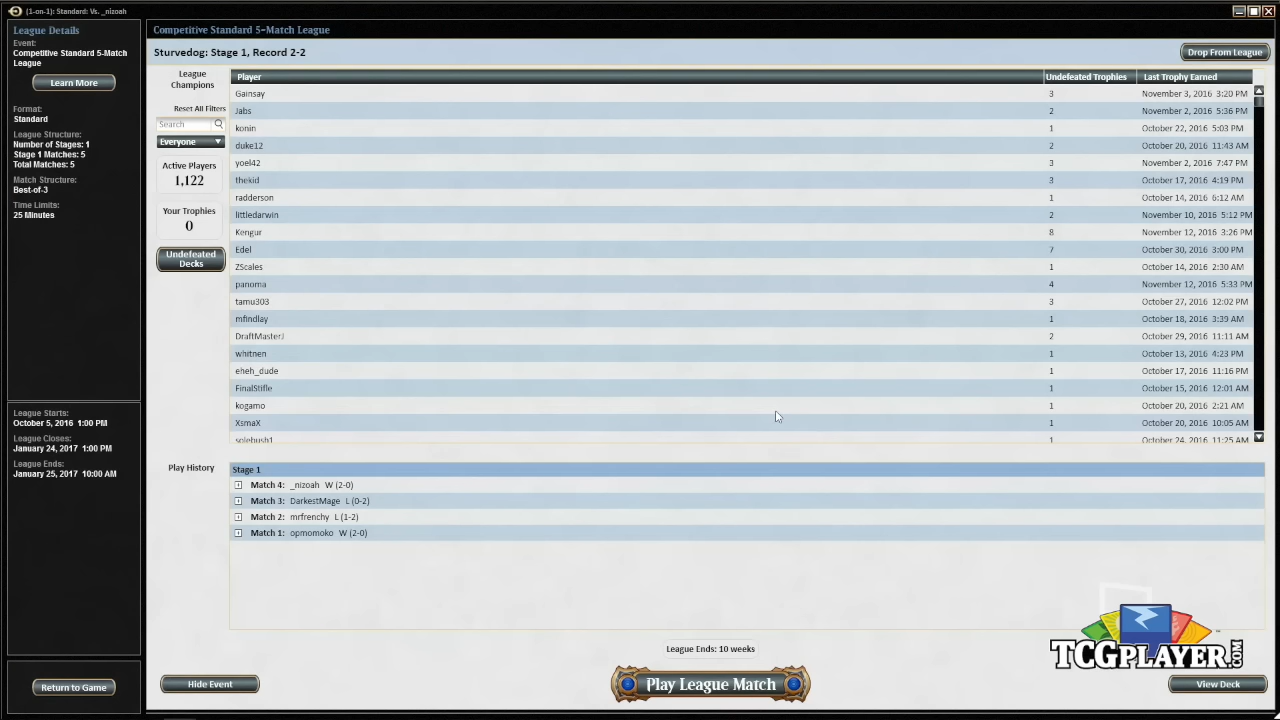 (1-on-1): Standard: Vs. _nizoah
League Details
Event:
Competitive Standard 5-Match
League
Learn More
Format:
Standard
League Structure:
Number of Stages: 1
Stage 1 Matches: 5
Total Matches: 5
Match Structure:
Best-of-3
Time Limits:
25 Minutes
League Starts:
October 5, 2016 1:00 PM
League Closes:
January 24, 2017 1:00 PM
League Ends:
January 25, 2017 10:00 AM
Return to Game
Competitive Standard 5-Match League
Sturvedog: Stage 1, Record 2-2
Drop From League
League
Champions
Reset All Filters
Search
Everyone
Active Players
1,122
Your Trophies
0
Undefeated
Decks
Player Undefeated Trophies Last Trophy Earned
Gainsay 3 November 3, 2016 3:20 PM
Jabs 2 November 2, 2016 5:36 PM
konin 1 October 22, 2016 5:03 PM
duke12 2 October 20, 2016 11:43 AM
yoel42 3 November 2, 2016 7:47 PM
thekid 3 October 17, 2016 4:19 PM
radderson 1 October 14, 2016 6:12 AM
littledarwin 2 November 10, 2016 5:12 PM
Kengur 8 November 12, 2016 3:26 PM
Edel 7 October 30, 2016 3:00 PM
ZScales 1 October 14, 2016 2:30 AM
panoma 4 November 12, 2016 5:33 PM
tamu303 3 October 27, 2016 12:02 PM
mfindlay 1 October 18, 2016 3:39 AM
DraftMasterJ 2 October 29, 2016 11:11 AM
whitnen 1 October 13, 2016 4:23 PM
eheh_dude 1 October 17, 2016 11:16 PM
FinalStifle 1 October 15, 2016 12:01 AM
kogamo 1 October 20, 2016 2:21 AM
XsmaX 1 October 20, 2016 10:05 AM
solebush1 1 October 24, 2016 11:25 AM
Play History
Stage 1
Match 4: _nizoah W (2-0)
Match 3: DarkestMage L (0-2)
Match 2: mrfrenchy L (1-2)
Match 1: opmomoko W (2-0)
League Ends: 10 weeks
Hide Event
Play League Match
View Deck
TCGPLAYER.COM